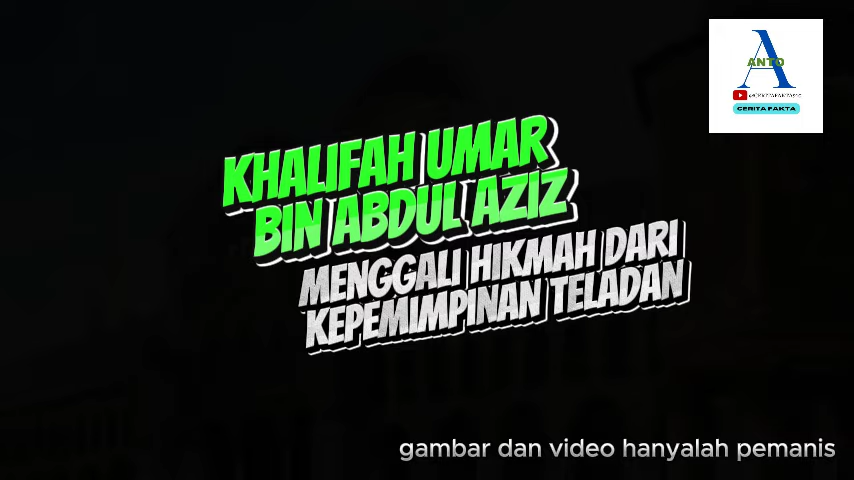 ANTO
CERITA FAKTA
KHALIFAH UMAR
BIN ABDUL AZIZ
MENGGALI HIKMAH DARI
KEPEMIMPINAN TELADAN
gambar dan video hanyalah pemanis